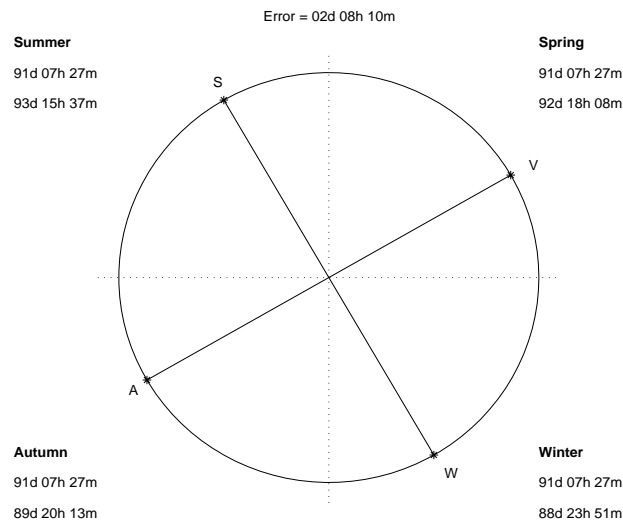 Error = 02d 08h 10m
Summer
91d 07h 27m
93d 15h 37m
Spring
91d 07h 27m
92d 18h 08m
S
V
A
W
Autumn
91d 07h 27m
89d 20h 13m
Winter
91d 07h 27m
88d 23h 51m